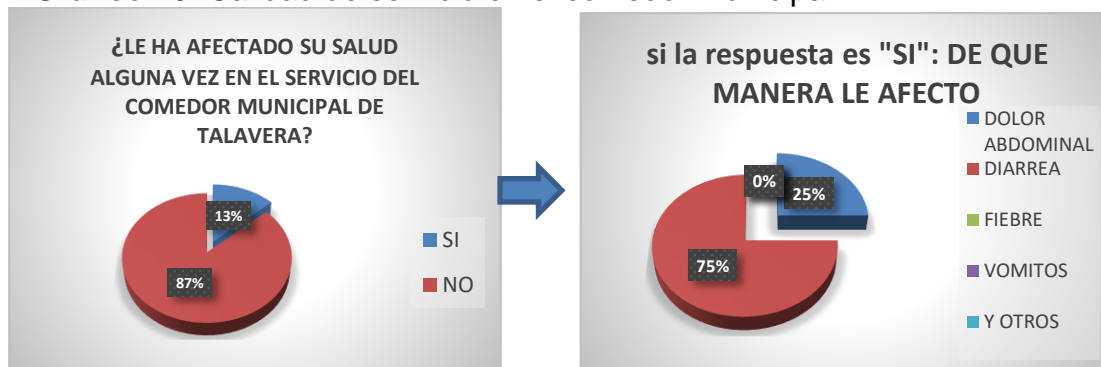 ¿LE HA AFECTADO SU SALUD
ALGUNA VEZ EN EL SERVICIO DEL
COMEDOR MUNICIPAL DE
TALAVERA?
13%
87%
SI
NO
si la respuesta es "SI": DE QUE
MANERA LE AFECTO
0%
25%
75%
DOLOR
ABDOMINAL
DIARREA
FIEBRE
VOMITOS
Y OTROS